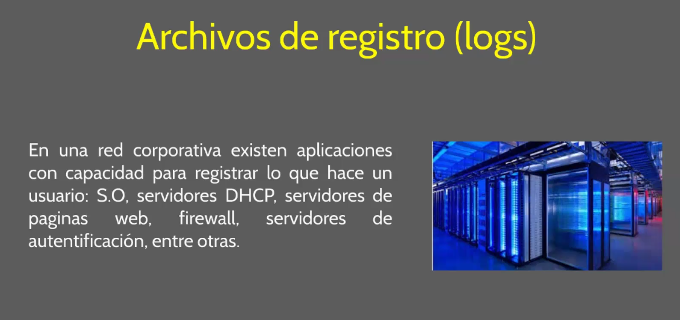 Archivos de registro (logs)
En una red corporativa existen aplicaciones
con capacidad para registrar lo que hace un
usuario: S.O, servidores DHCP, servidores de
paginas web, firewall, servidores de
autentificación, entre otras.